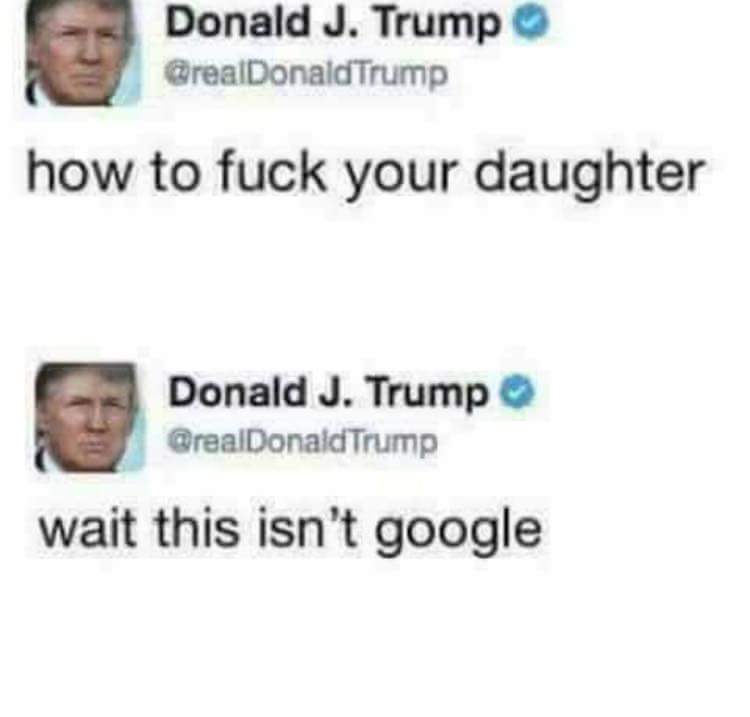 Donald J. Trump
@realDonaldTrump
how to fuck your daughter
Donald J. Trump
@realDonaldTrump
wait this isn't google